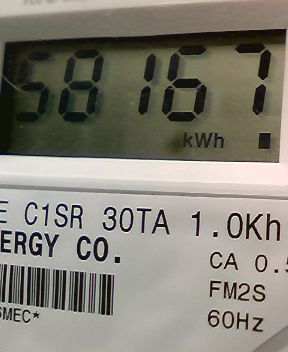 58167
kWh
E C1SR 30TA 1.0Kh
ERGY CO.
CA 0.5
FM2S
60Hz
SMEC*